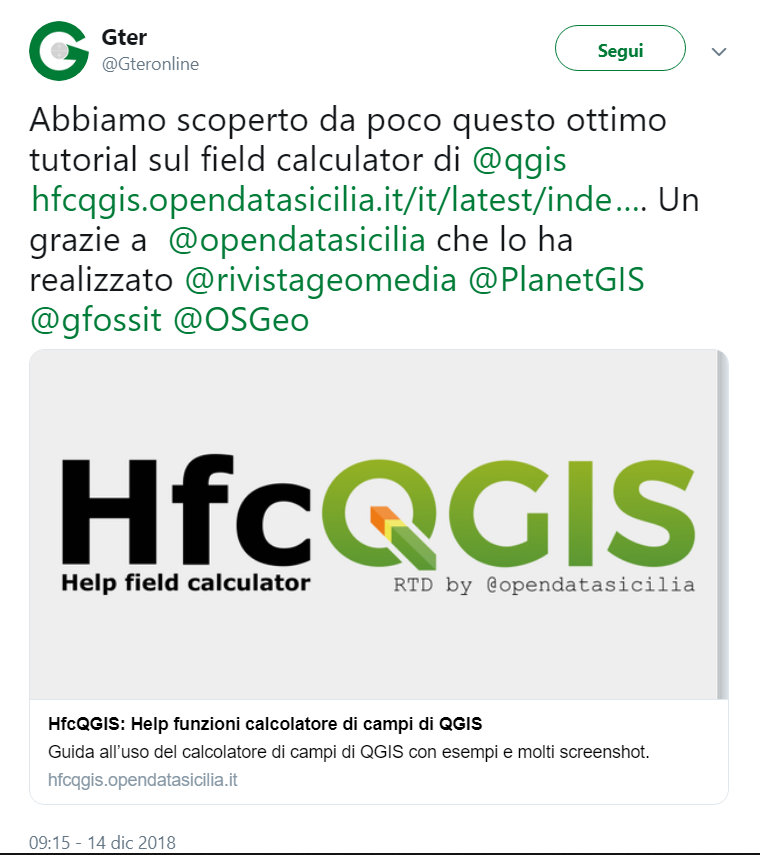 Gter
@Gteronline
Segui
Abbiamo scoperto da poco questo ottimo
tutorial sul field calculator di @qgis
hfcqgis.opendatasicilia.it/it/latest/inde…. Un
grazie a @opendatasicilia che lo ha
realizzato @rivistageomedia @PlanetGIS
@gfossit @OSGeo
HfcQGIS
Help field calculator
RTD by @opendatasicilia
HfcQGIS: Help funzioni calcolatore di campi di QGIS
Guida all'uso del calcolatore di campi di QGIS con esempi e molti screenshot.
hfcqgis.opendatasicilia.it
09:15 - 14 dic 2018